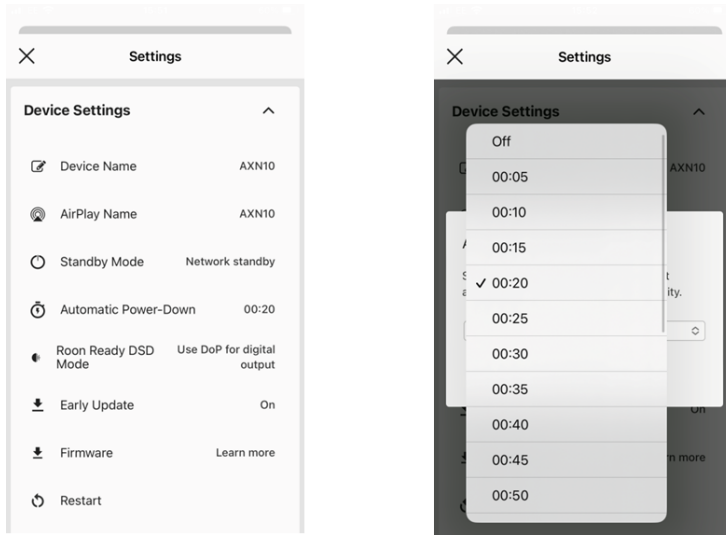 Settings
Device Settings
Device Name AXN10
AirPlay Name AXN10
Standby Mode Network standby
Automatic Power-Down 00:20
Roon Ready DSD Mode Use DoP for digital output
Early Update On
Firmware Learn more
Restart
Settings
Device Settings
AXN10
Off
00:05
00:10
00:15
00:20
00:25
00:30
00:35
00:40
00:45
00:50
ity.
On
more